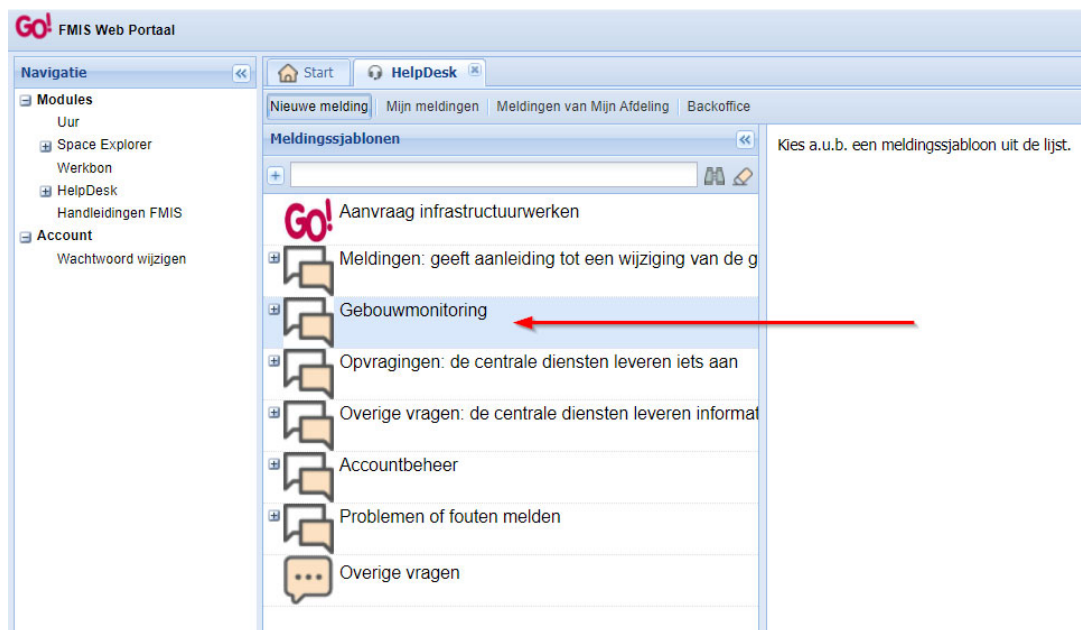 GO! FMIS Web Portaal
Navigatie
Modules
Uur
Space Explorer
Werkbon
HelpDesk
Handleidingen FMIS
Account
Wachtwoord wijzigen
Start HelpDesk
Nieuwe melding Mijn meldingen Meldingen van Mijn Afdeling Backoffice
Meldingssjablonen
GO! Aanvraag infrastructuurwerken
Meldingen: geeft aanleiding tot een wijziging van de g
Gebouwmonitoring
Opvragingen: de centrale diensten leveren iets aan
Overige vragen: de centrale diensten leveren informat
Accountbeheer
Problemen of fouten melden
Overige vragen
Kies a.u.b. een meldingssjabloon uit de lijst.